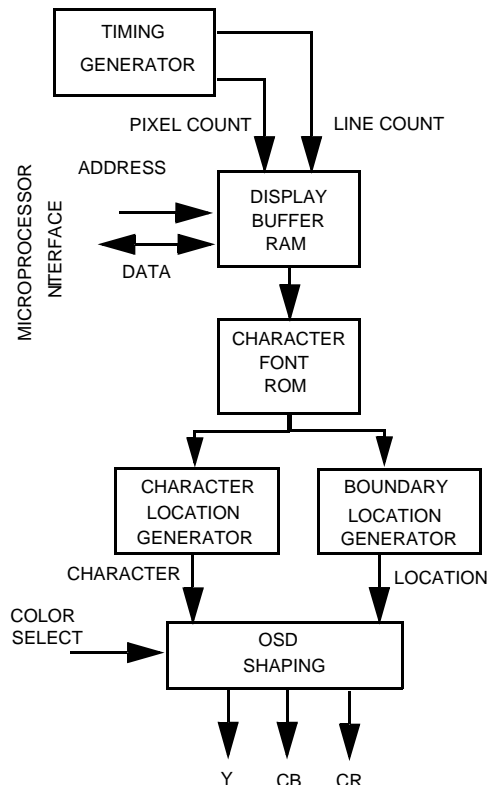 TIMING
GENERATOR
PIXEL COUNT
LINE COUNT
MICROPROCESSOR
NITERFACE
ADDRESS
DATA
DISPLAY
BUFFER
RAM
CHARACTER
FONT
ROM
CHARACTER
LOCATION
GENERATOR
BOUNDARY
LOCATION
GENERATOR
CHARACTER
LOCATION
COLOR
SELECT
OSD
SHAPING
Y
CB
CR